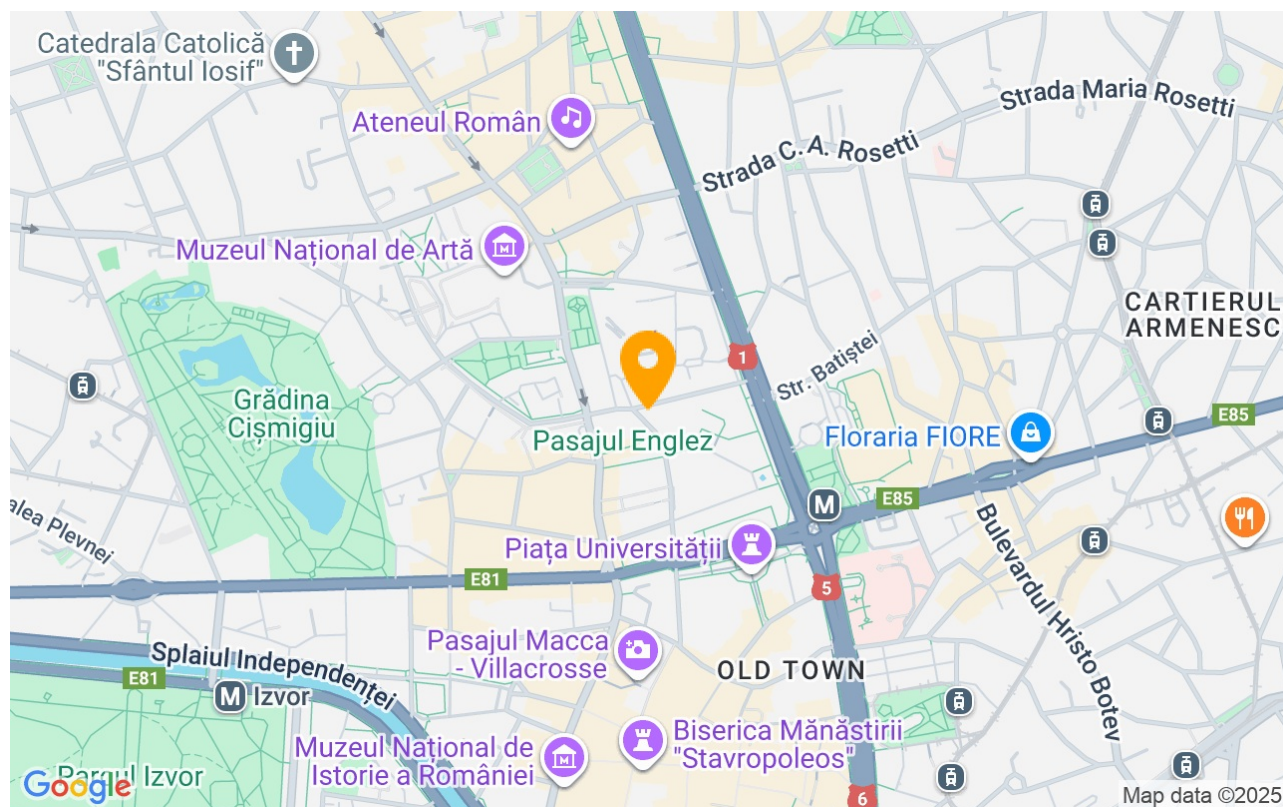 Catedrala Catolică
"Sfântul Iosif"
Ateneul Român
Strada Maria Rosetti
Strada C. A. Rosetti
Muzeul Național de Artă
CARTIERUL
ARMENESC
1
Str. Batiștei
Grădina
Cișmigiu
Pasajul Englez
Floraria FIORE
E85
E85
M
alea Plevnei
Piața Universității
E81
5
Bulevardul Hristo Botev
Pasajul Macca
- Villacrosse
Splaiul Independenței
E81
OLD TOWN
M
Izvor
Biserica Mănăstirii
"Stavropoleos"
Muzeul Național de
Istorie a României
Parcul Izvor
Google
6
Map data ©2025